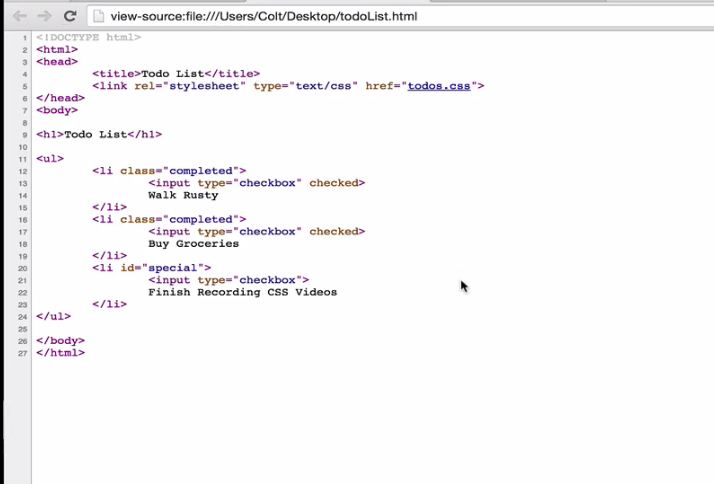 view-source:file:///Users/Colt/Desktop/todoList.html
1 <!DOCTYPE html>
2 <html>
3 <head>
4 <title>Todo List</title>
5 <link rel="stylesheet" type="text/css" href="todos.css">
6 </head>
7 <body>
8
9 <h1>Todo List</h1>
10
11 <ul>
12 <li class="completed">
13 <input type="checkbox" checked>
14 Walk Rusty
15 </li>
16 <li class="completed">
17 <input type="checkbox" checked>
18 Buy Groceries
19 </li>
20 <li id="special">
21 <input type="checkbox">
22 Finish Recording CSS Videos
23 </li>
24 </ul>
25
26 </body>
27 </html>